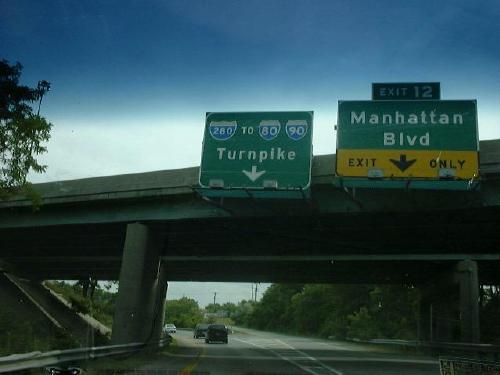 280 TO 80 90
Turnpike
EXIT 12
Manhattan
Blvd
EXIT ONLY